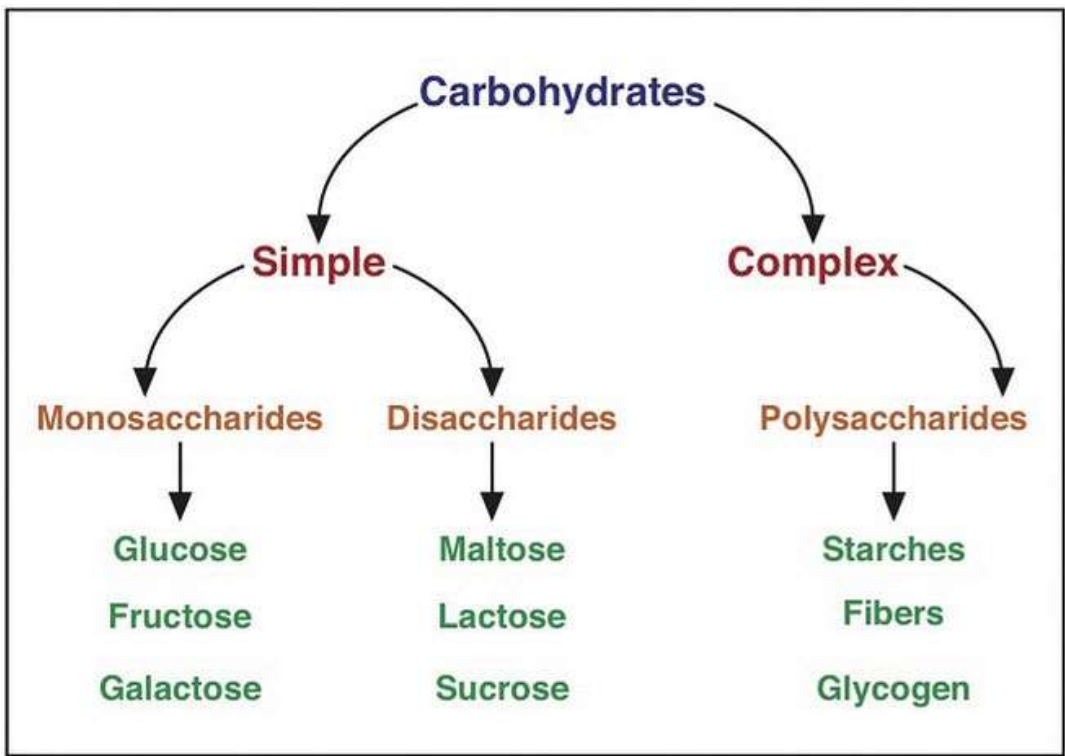 Carbohydrates
Simple Complex
Monosaccharides Disaccharides Polysaccharides
Glucose Maltose Starches
Fructose Lactose Fibers
Galactose Sucrose Glycogen